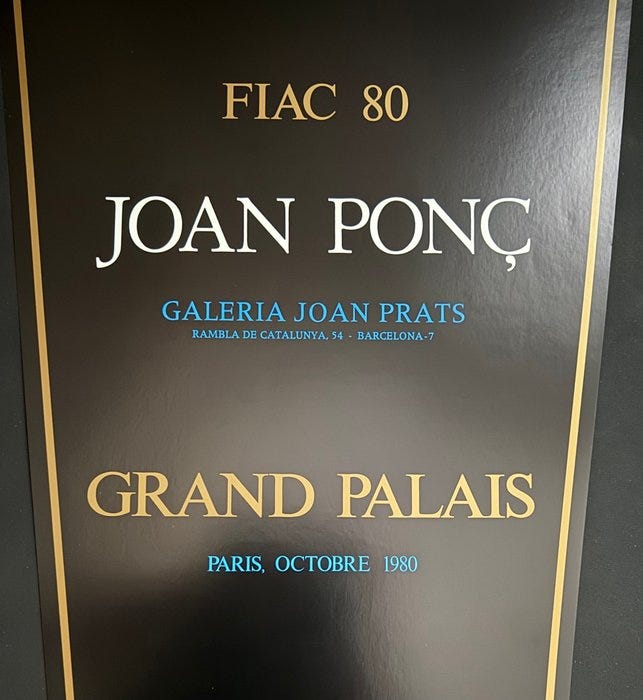 FIAC 80
JOAN PONÇ
GALERIA JOAN PRATS
RAMBLA DE CATALUNYA, 54 - BARCELONA-7
GRAND PALAIS
PARIS, OCTOBRE 1980